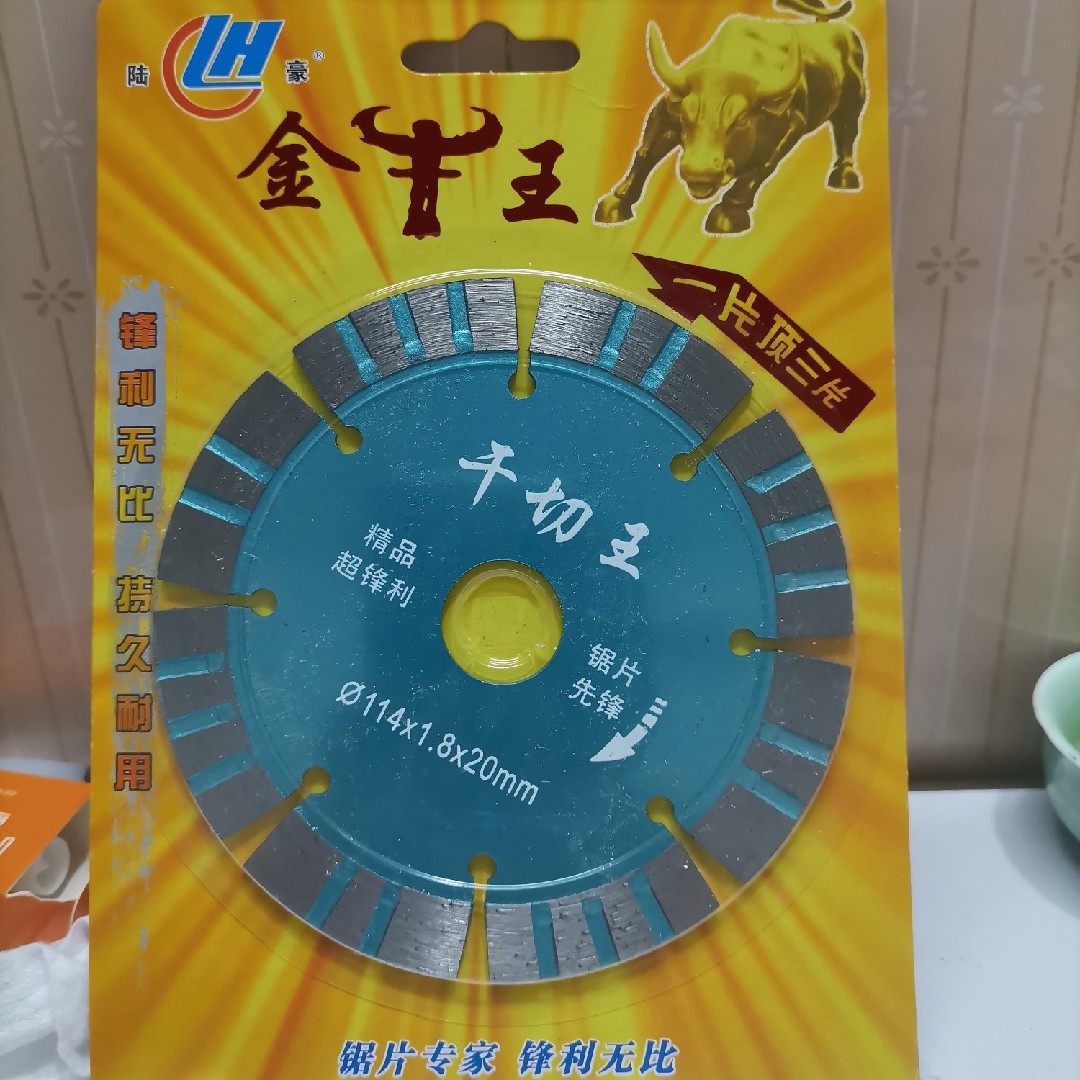 陆 LH 豪®
金牛王
一片顶三片
锋利无比 持久耐用
干切王
精品
超锋利
锯片
先锋
Ø114x1.8x20mm
锯片专家 锋利无比